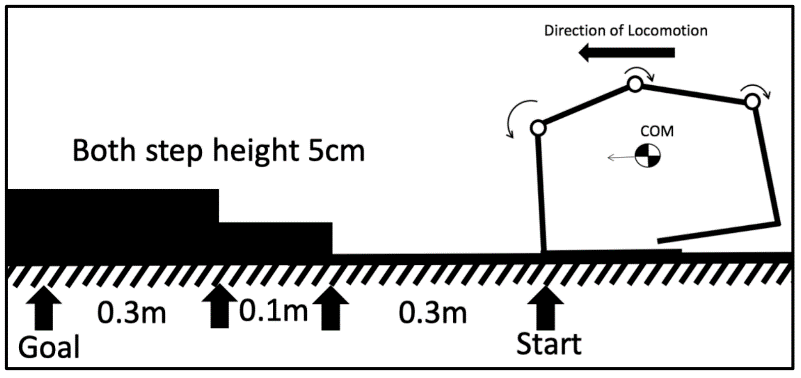 Direction of Locomotion
COM
Both step height 5cm
0.3m
0.1m
0.3m
Goal
Start